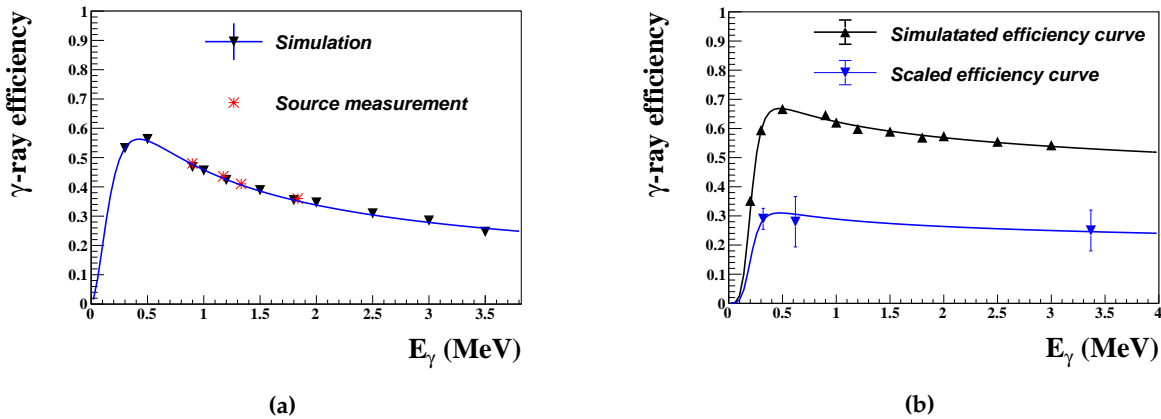 γ-ray efficiency
1
0.9
0.8
0.7
0.6
0.5
0.4
0.3
0.2
0.1
0
Simulation
Source measurement
0 0.5 1 1.5 2 2.5 3 3.5
Eγ (MeV)
(a)
γ-ray efficiency
1
0.9
0.8
0.7
0.6
0.5
0.4
0.3
0.2
0.1
0
Simulatated efficiency curve
Scaled efficiency curve
0 0.5 1 1.5 2 2.5 3 3.5 4
Eγ (MeV)
(b)